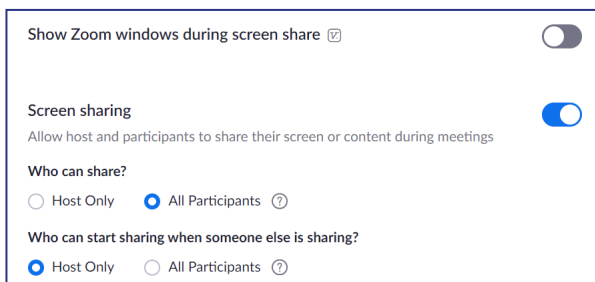 Show Zoom windows during screen share
Screen sharing
Allow host and participants to share their screen or content during meetings
Who can share?
Host Only All Participants ?
Who can start sharing when someone else is sharing?
Host Only All Participants ?